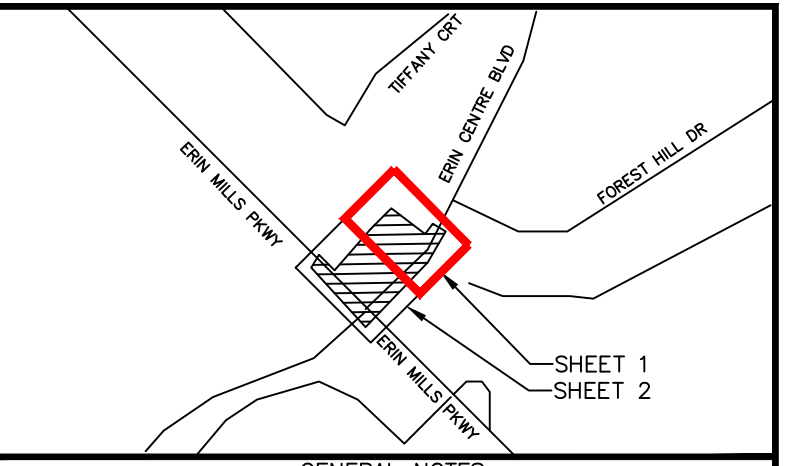 TIFFANY CRT
ERIN CENTRE BLVD
FOREST HILL DR
ERIN MILLS PKWY
SHEET 1
SHEET 2
ERIN MILLS PKWY
GENERAL NOTES